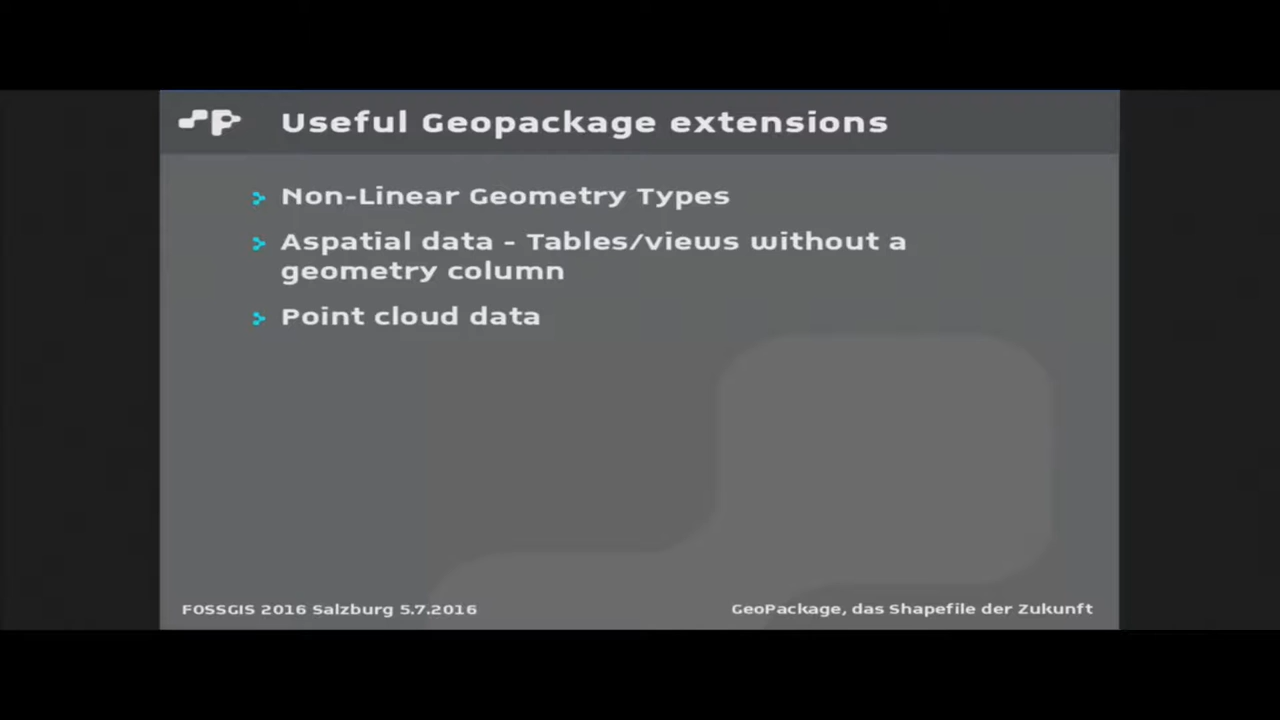 Useful Geopackage extensions
Non-Linear Geometry Types
Aspatial data - Tables/views without a
geometry column
Point cloud data
FOSSGIS 2016 Salzburg 5.7.2016
GeoPackage, das Shapefile der Zukunft